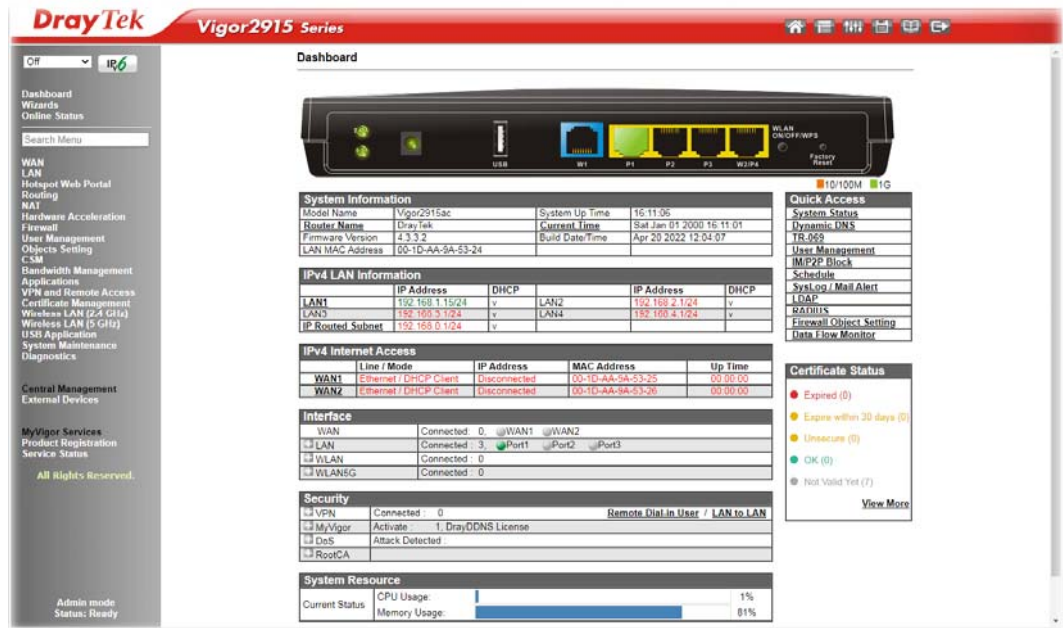 DrayTek Vigor2915 Series
Off IPv6
Dashboard
Wizards
Online Status
Search Menu
WAN
LAN
Hotspot Web Portal
Routing
NAT
Hardware Acceleration
Firewall
User Management
Objects Setting
CSM
Bandwidth Management
Applications
VPN and Remote Access
Certificate Management
Wireless LAN (2.4 GHz)
Wireless LAN (5 GHz)
USB Application
System Maintenance
Diagnostics
Central Management
External Devices
MyVigor Services
Product Registration
Service Status
All Rights Reserved.
Admin mode
Status: Ready
Dashboard
WLAN
ON/OFF/WPS
Factory
Reset
USB W1 P1 P2 P3 W2/P4
10/100M 1G
System Information
Model Name Vigor2915ac System Up Time 16:11:06
Router Name DrayTek Current Time Sat Jan 01 2000 16:11:01
Firmware Version 4.3.3.2 Build Date/Time Apr 20 2022 12:04:07
LAN MAC Address 00-1D-AA-9A-53-24
IPv4 LAN Information
IP Address DHCP IP Address DHCP
LAN1 192.168.1.15/24 v LAN2 192.168.2.1/24 v
LAN3 192.168.3.1/24 v LAN4 192.168.4.1/24 v
IP Routed Subnet 192.168.0.1/24 v
IPv4 Internet Access
Line / Mode IP Address MAC Address Up Time
WAN1 Ethernet / DHCP Client Disconnected 00-1D-AA-9A-53-25 00:00:00
WAN2 Ethernet / DHCP Client Disconnected 00-1D-AA-9A-53-26 00:00:00
Interface
WAN Connected: 0, WAN1 WAN2
LAN Connected : 3, Port1 Port2 Port3
WLAN Connected : 0
WLAN5G Connected : 0
Security
VPN Connected : 0 Remote Dial-in User / LAN to LAN
MyVigor Activate : 1, DrayDDNS License
DoS Attack Detected :
RootCA
System Resource
Current Status CPU Usage: 1%
Memory Usage: 81%
Quick Access
System Status
Dynamic DNS
TR-069
User Management
IM/P2P Block
Schedule
SysLog / Mail Alert
LDAP
RADIUS
Firewall Object Setting
Data Flow Monitor
Certificate Status
Expired (0)
Expire within 30 days (0)
Unsecure (0)
OK (0)
Not Valid Yet (7)
View More